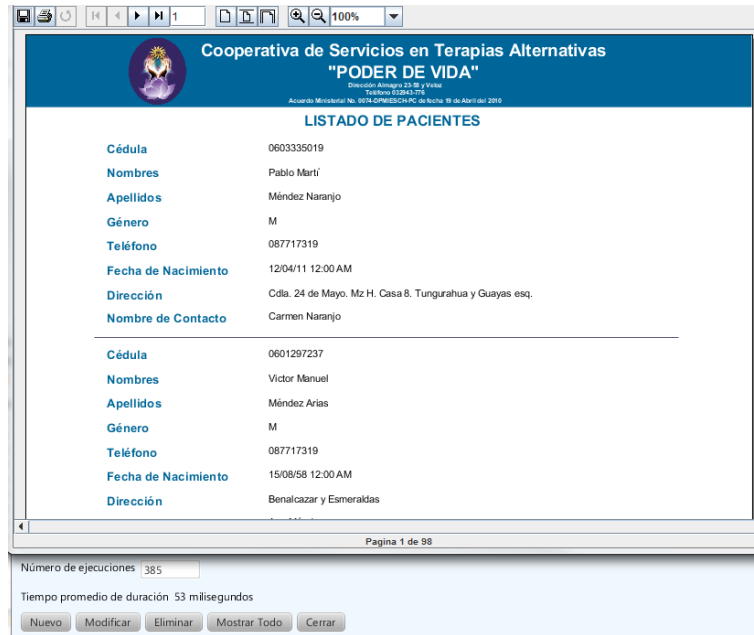 1
100%
Cooperativa de Servicios en Terapias Alternativas
"PODER DE VIDA"
Dirección Almagro 23-58 y Veloz
Teléfono 032943-776
Acuerdo Ministerial No. 0074-DPMIESCH-PC de fecha 19 de Abril del 2010
LISTADO DE PACIENTES
Cédula 0603335019
Nombres Pablo Martí
Apellidos Méndez Naranjo
Género M
Teléfono 087717319
Fecha de Nacimiento 12/04/11 12:00 AM
Dirección Cdla. 24 de Mayo. Mz H. Casa 8. Tungurahua y Guayas esq.
Nombre de Contacto Carmen Naranjo
Cédula 0601297237
Nombres Victor Manuel
Apellidos Méndez Arias
Género M
Teléfono 087717319
Fecha de Nacimiento 15/08/58 12:00 AM
Dirección Benalcazar y Esmeraldas
Pagina 1 de 98
Número de ejecuciones 385
Tiempo promedio de duración 53 milisegundos
Nuevo Modificar Eliminar Mostrar Todo Cerrar